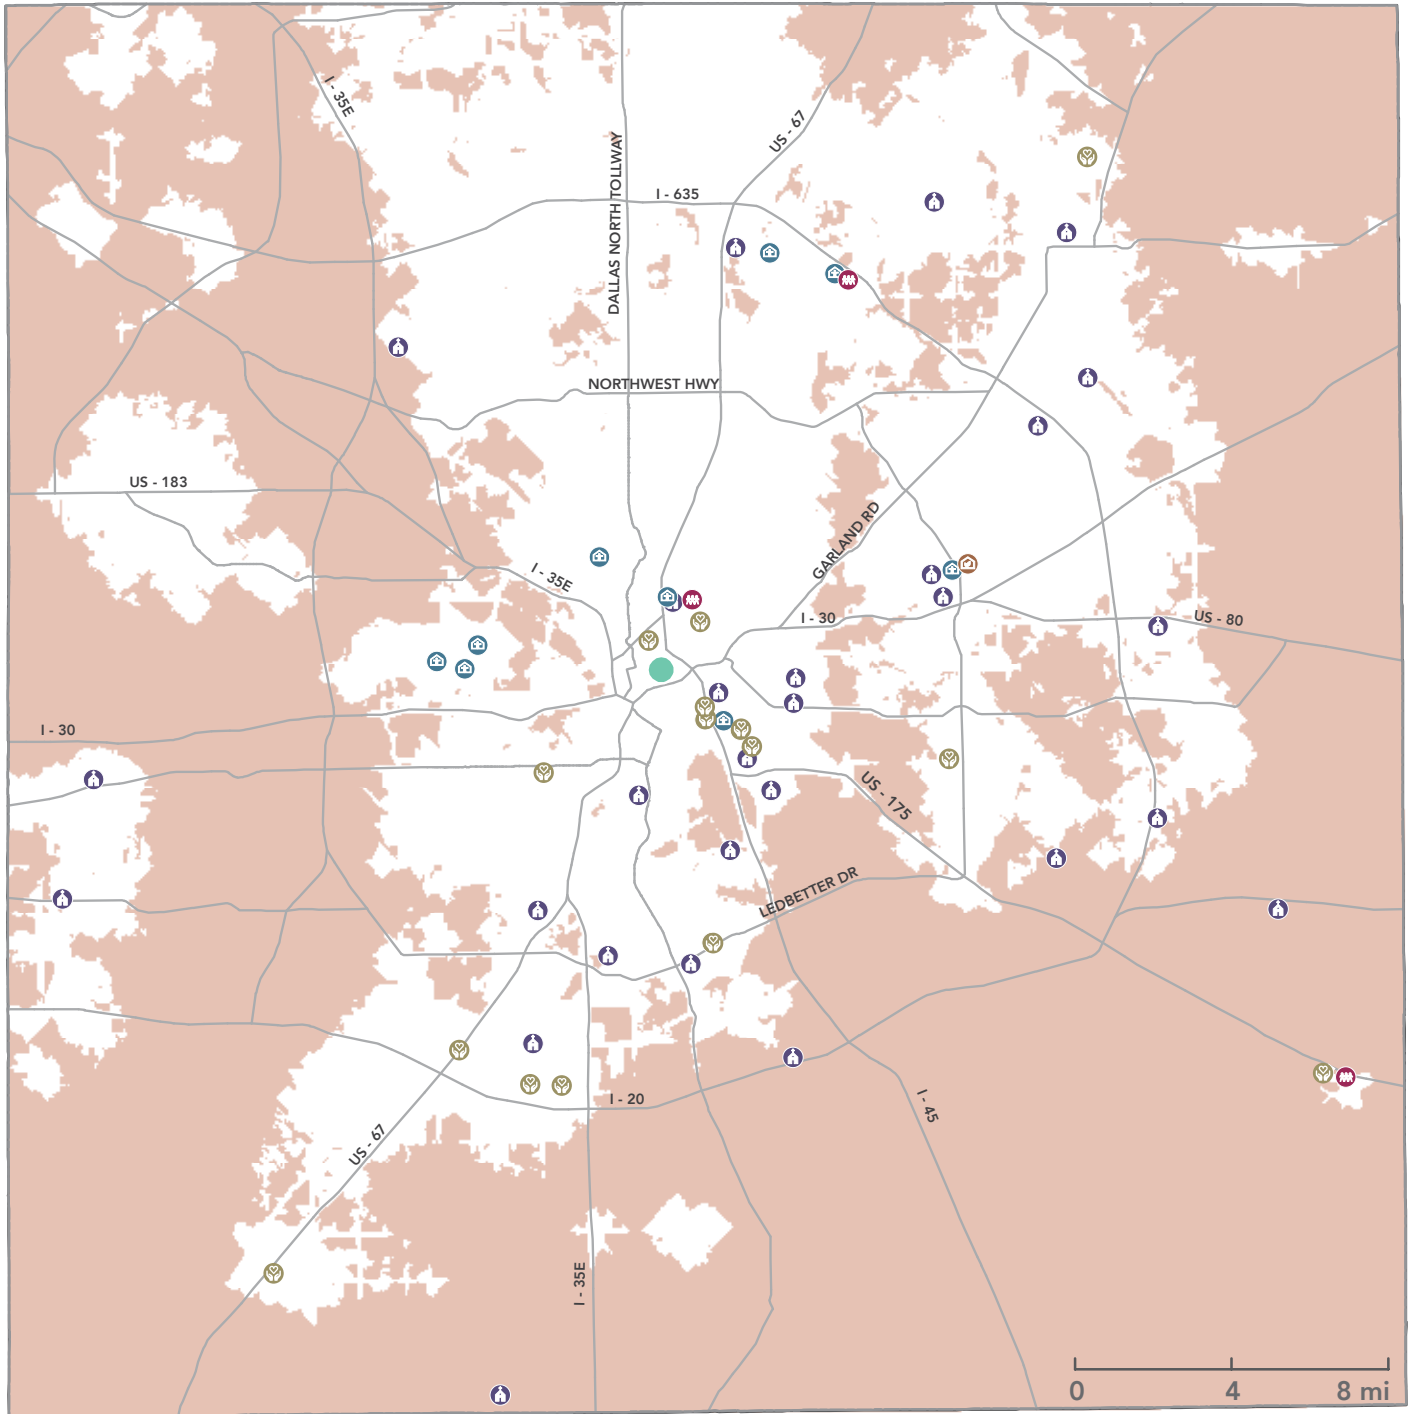 I - 35E
US - 67
DALLAS NORTH TOLLWAY
I - 635
NORTHWEST HWY
US - 183
GARLAND RD
I - 35E
I - 30
US - 80
I - 30
US - 175
LEDBETTER DR
I - 20
I - 45
US - 67
I - 35E
0 4 8 mi